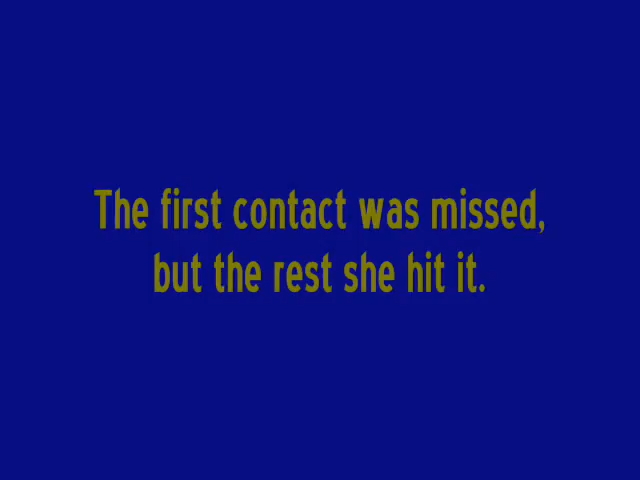 The first contact was missed,
but the rest she hit it.